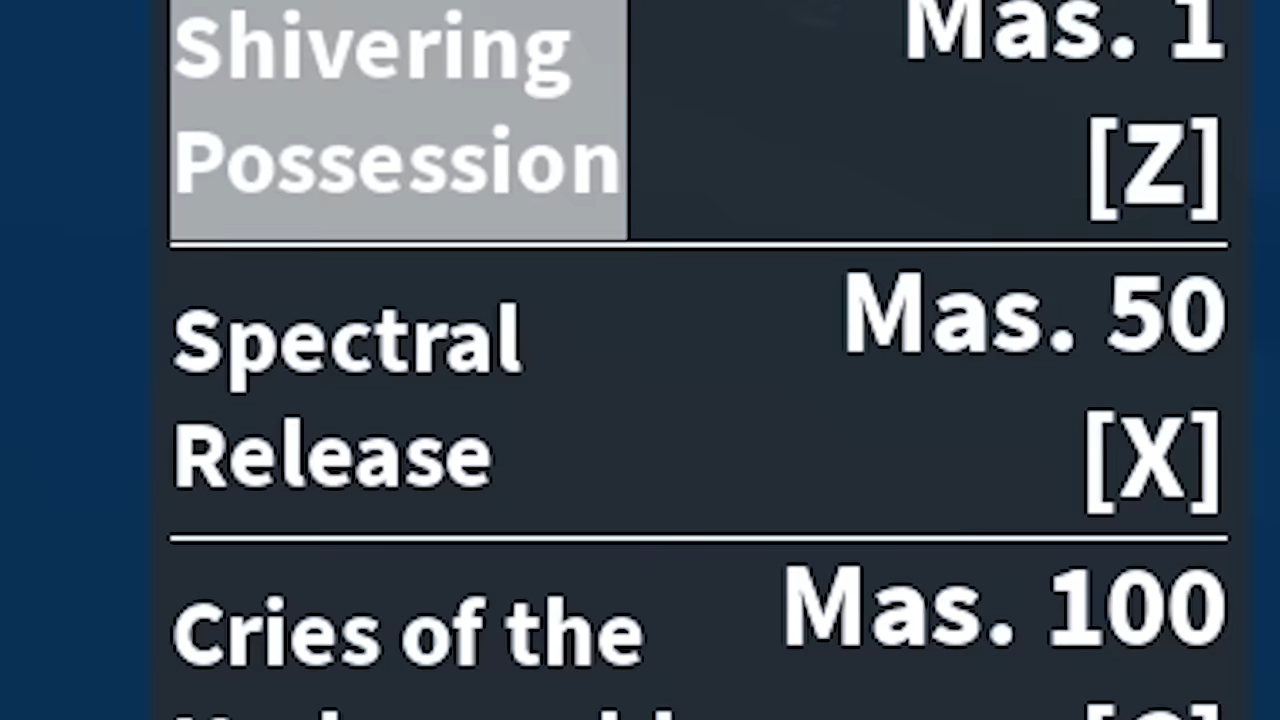 Shivering
Possession
Mas. 1
[Z]
Spectral
Release
Mas. 50
[X]
Cries of the
Mas. 100